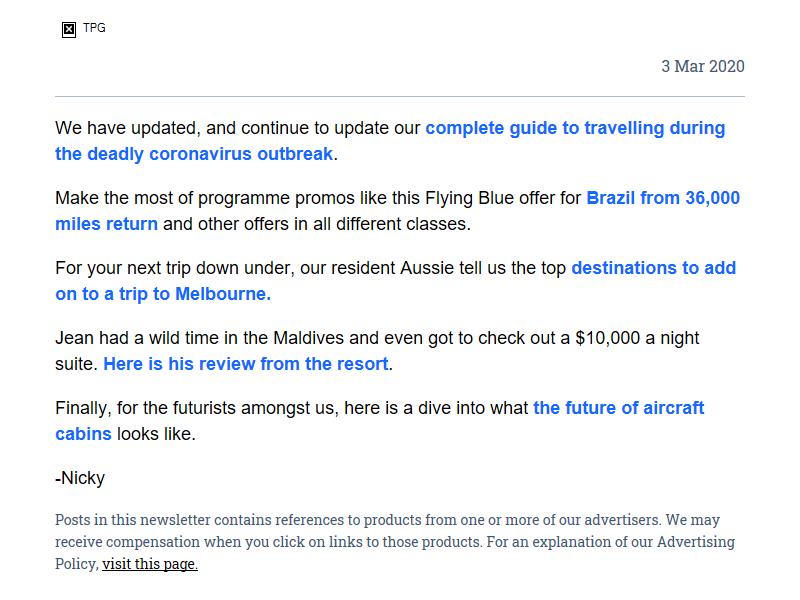 TPG
3 Mar 2020
We have updated, and continue to update our complete guide to travelling during
the deadly coronavirus outbreak.
Make the most of programme promos like this Flying Blue offer for Brazil from 36,000
miles return and other offers in all different classes.
For your next trip down under, our resident Aussie tell us the top destinations to add
on to a trip to Melbourne.
Jean had a wild time in the Maldives and even got to check out a $10,000 a night
suite. Here is his review from the resort.
Finally, for the futurists amongst us, here is a dive into what the future of aircraft
cabins looks like.
-Nicky
Posts in this newsletter contains references to products from one or more of our advertisers. We may
receive compensation when you click on links to those products. For an explanation of our Advertising
Policy, visit this page.